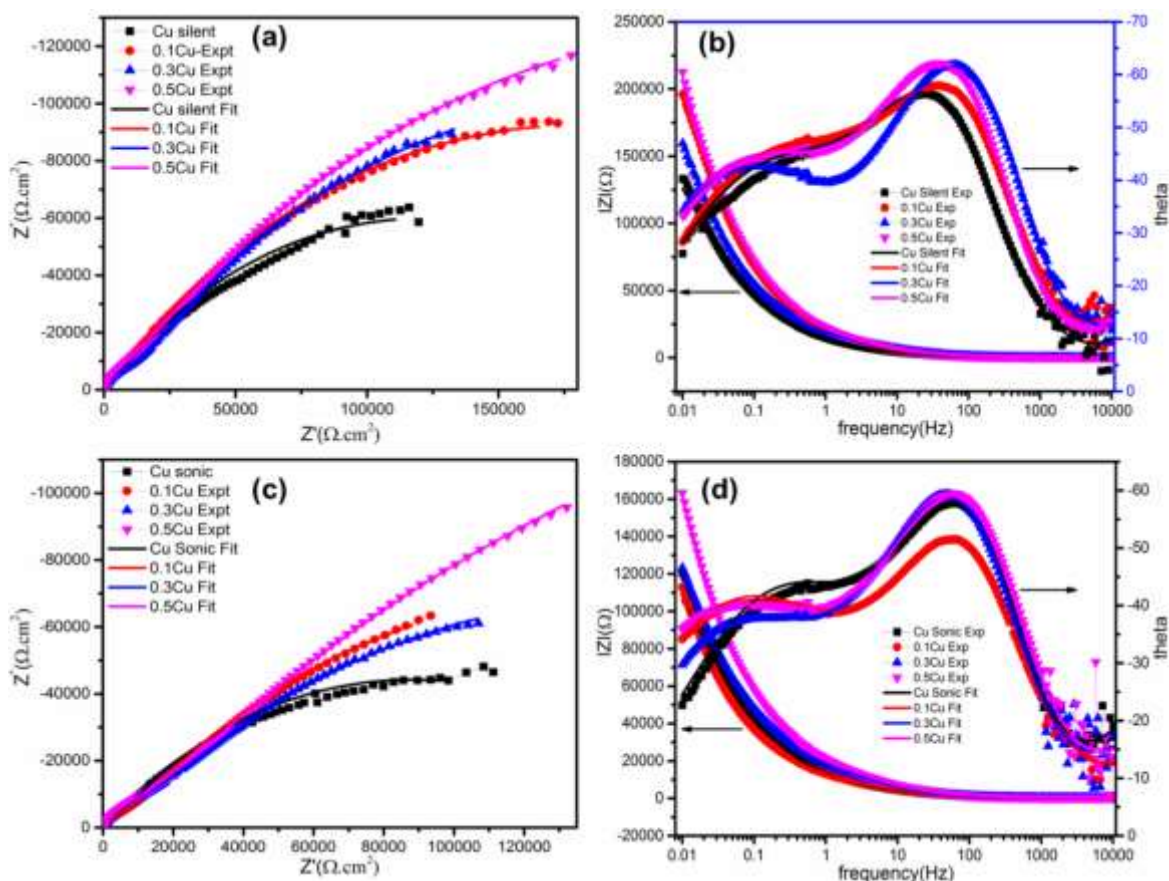 (a)
Cu silent
0.1Cu-Expt
0.3Cu Expt
0.5Cu Expt
Cu silent Fit
0.1Cu Fit
0.3Cu Fit
0.5Cu Fit
-120000
-100000
-80000
-60000
-40000
-20000
0
Z''(Ω.cm²)
0 50000 100000 150000
Z'(Ω.cm²)
(b)
250000
200000
150000
100000
50000
0
IZI(Ω)
Cu Silent Exp
0.1Cu Exp
0.3Cu Exp
0.5Cu Exp
Cu Silent Fit
0.1Cu Fit
0.3Cu Fit
0.5Cu Fit
-70
-60
-50
-40
-30
-20
-10
0
theta
0.01 0.1 1 10 100 1000 10000
frequency(Hz)
(c)
Cu sonic
0.1Cu Expt
0.3Cu Expt
0.5Cu Expt
Cu Sonic Fit
0.1Cu Fit
0.3Cu Fit
0.5Cu Fit
-100000
-80000
-60000
-40000
-20000
0
Z''(Ω.cm²)
0 20000 40000 60000 80000 100000 120000
Z'(Ω.cm²)
(d)
180000
160000
140000
120000
100000
80000
60000
40000
20000
0
-20000
IZI(Ω)
Cu Sonic Exp
0.1Cu Exp
0.3Cu Exp
0.5Cu Exp
Cu Sonic Fit
0.1Cu Fit
0.3Cu Fit
0.5Cu Fit
-60
-50
-40
-30
-20
-10
0
theta
0.01 0.1 1 10 100 1000 10000
frequency(Hz)